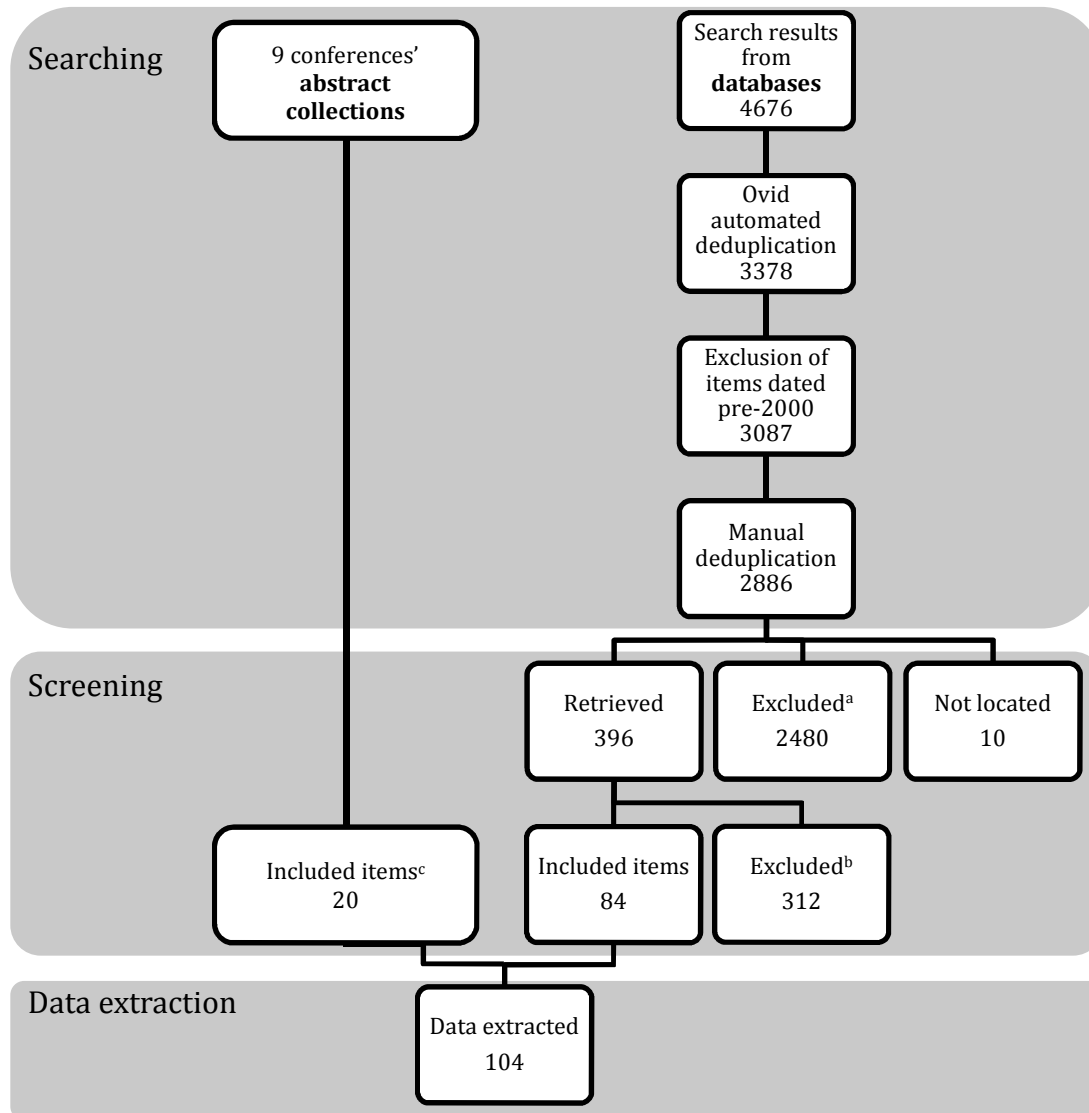 Searching
9 conferences’
abstract
collections
Search results
from
databases
4676
Ovid
automated
deduplication
3378
Exclusion of
items dated
pre-2000
3087
Manual
deduplication
2886
Screening
Retrieved
396
Excludedᵃ
2480
Not located
10
Included itemsᶜ
20
Included items
84
Excludedᵇ
312
Data extraction
Data extracted
104